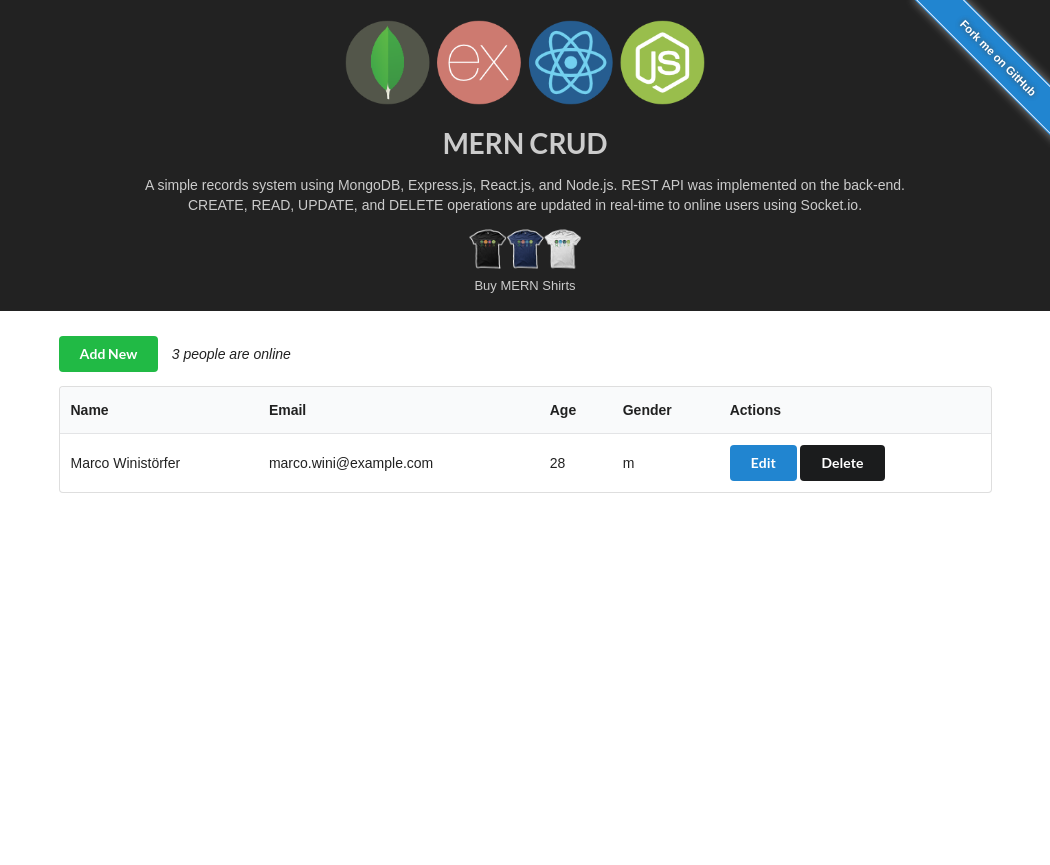 Fork me on GitHub
ex
JS
MERN CRUD
A simple records system using MongoDB, Express.js, React.js, and Node.js. REST API was implemented on the back-end.
CREATE, READ, UPDATE, and DELETE operations are updated in real-time to online users using Socket.io.
Buy MERN Shirts
Add New 3 people are online
Name Email Age Gender Actions
Marco Winistörfer marco.wini@example.com 28 m Edit Delete